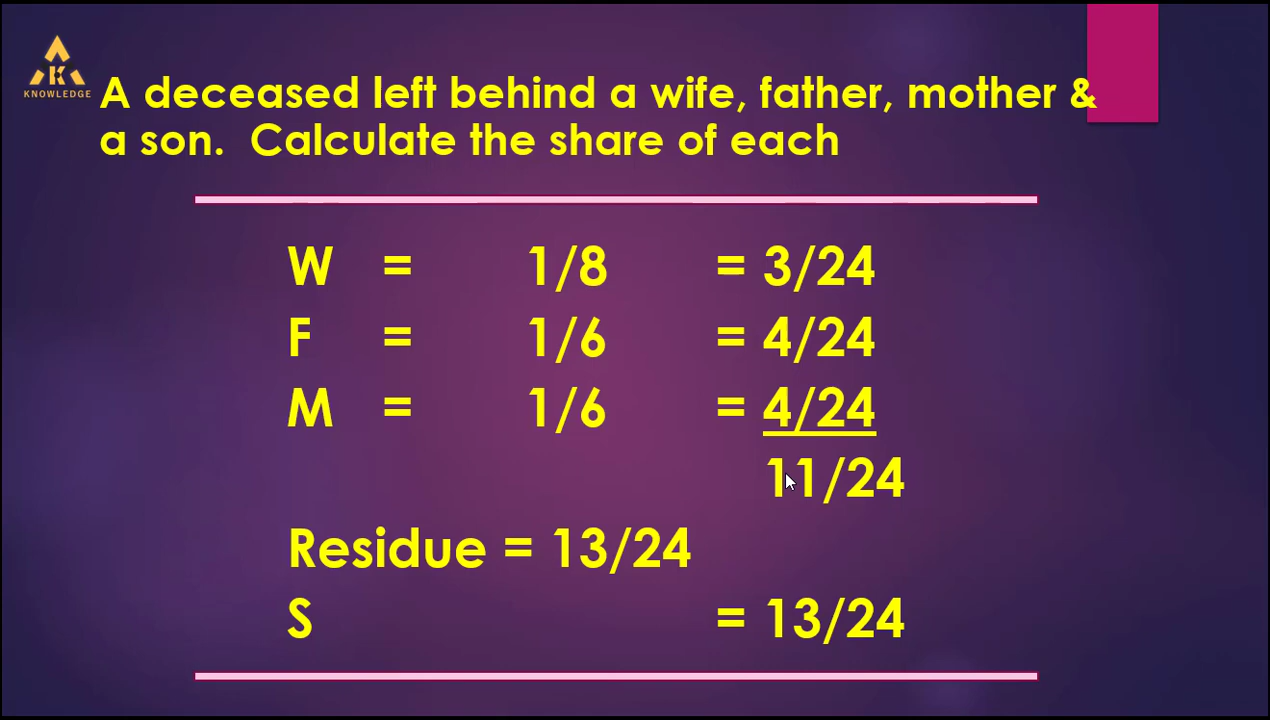 K
KNOWLEDGE
A deceased left behind a wife, father, mother &
a son. Calculate the share of each
W = 1/8 = 3/24
F = 1/6 = 4/24
M = 1/6 = 4/24
11/24
Residue = 13/24
S = 13/24